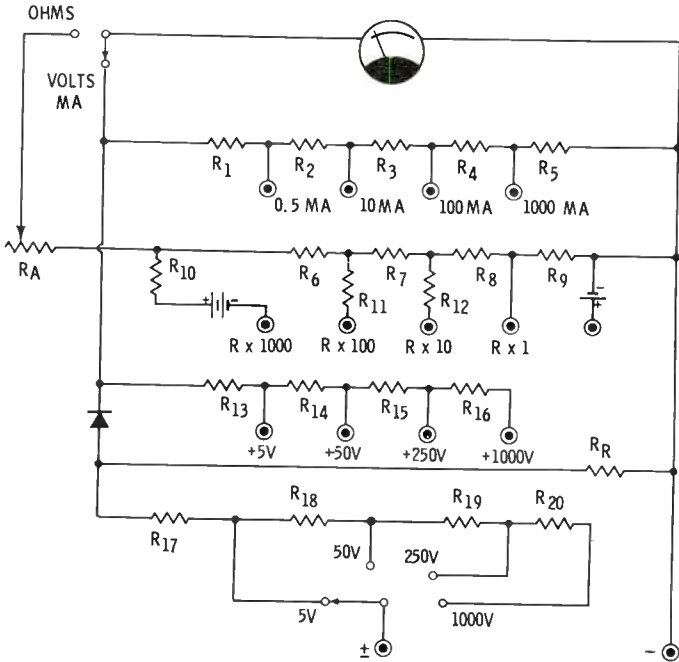 OHMS
VOLTS
MA
R1 R2 R3 R4 R5
0.5 MA 10MA 100MA 1000 MA
RA
R10 R6 R7 R8 R9
+ -
-
+
R11 R12
R x 1000 R x 100 R x 10 R x 1
R13 R14 R15 R16
+5V +50V +250V +1000V
RR
R18 R19 R20
R17
50V 250V
5V 1000V
± -